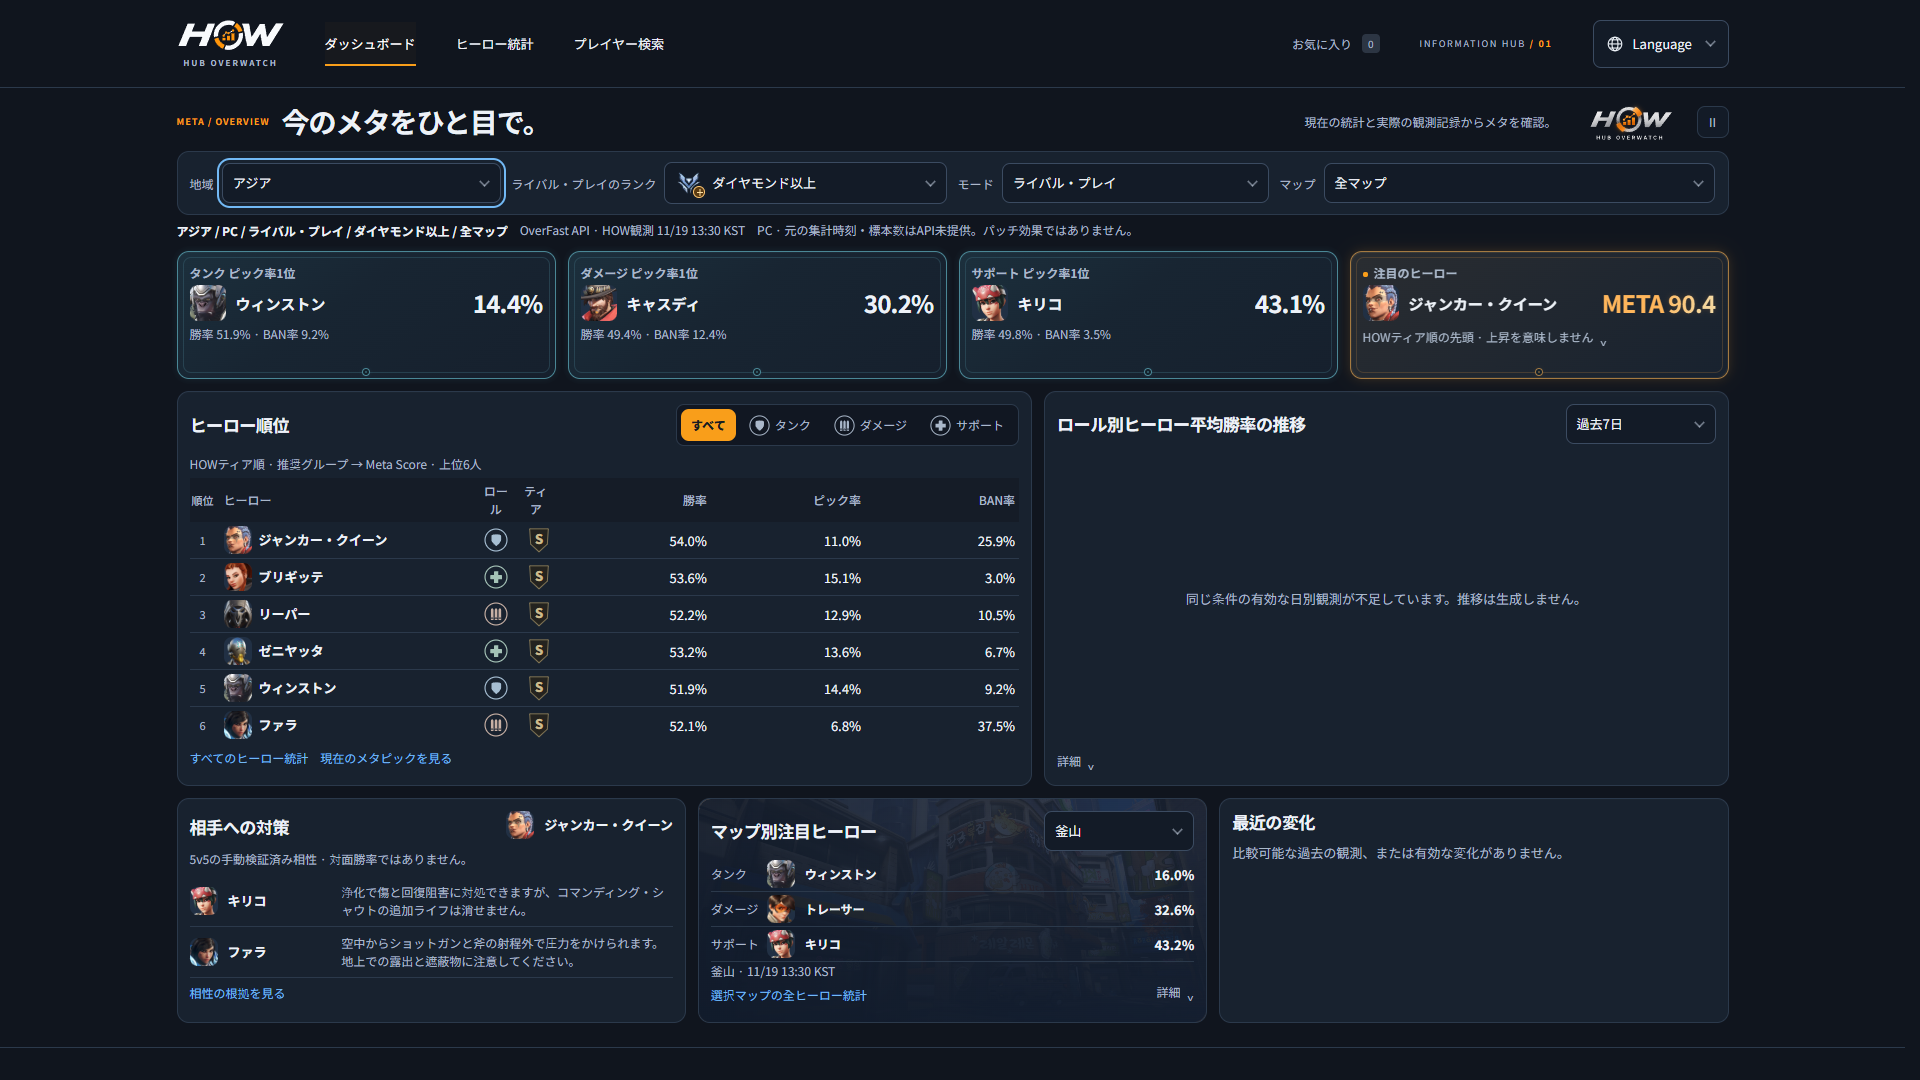 HOW
HUB OVERWATCH
ダッシュボード
ヒーロー統計
プレイヤー検索
お気に入り 0
INFORMATION HUB / 01
Language
META / OVERVIEW
今のメタをひと目で。
現在の統計と実際の観測記録からメタを確認。
HOW
HUB OVERWATCH
地域 アジア
ライバル・プレイのランク ダイヤモンド以上
モード ライバル・プレイ
マップ 全マップ
アジア / PC / ライバル・プレイ / ダイヤモンド以上 / 全マップ OverFast API · HOW観測 11/19 13:30 KST PC · 元の集計時刻・標本数はAPI未提供。パッチ効果ではありません。
タンク ピック率1位
ウィンストン 14.4%
勝率 51.9% · BAN率 9.2%
ダメージ ピック率1位
キャスディ 30.2%
勝率 49.4% · BAN率 12.4%
サポート ピック率1位
キリコ 43.1%
勝率 49.8% · BAN率 3.5%
注目のヒーロー
ジャンカー・クイーン META 90.4
HOWティア順の先頭 · 上昇を意味しません
ヒーロー順位
すべて タンク ダメージ サポート
HOWティア順 · 推奨グループ → Meta Score · 上位6人
順位 ヒーロー ロール ティア 勝率 ピック率 BAN率
1 ジャンカー・クイーン S 54.0% 11.0% 25.9%
2 ブリギッテ S 53.6% 15.1% 3.0%
3 リーパー S 52.2% 12.9% 10.5%
4 ゼニヤッタ S 53.2% 13.6% 6.7%
5 ウィンストン S 51.9% 14.4% 9.2%
6 ファラ S 52.1% 6.8% 37.5%
すべてのヒーロー統計 現在のメタピックを見る
ロール別ヒーロー平均勝率の推移
過去7日
同じ条件の有効な日別観測が不足しています。推移は生成しません。
詳細
相手への対策
ジャンカー・クイーン
5v5の手動検証済み相性 · 対面勝率ではありません。
キリコ
浄化で傷と回復阻害に対処できますが、コマンディング・シ
ャウトの追加ライフは消せません。
ファラ
空中からショットガンと斧の射程外で圧力をかけられます。
地上での露出と遮蔽物に注意してください。
相性の根拠を見る
マップ別注目ヒーロー
釜山
タンク ウィンストン 16.0%
ダメージ トレーサー 32.6%
サポート キリコ 43.2%
釜山 · 11/19 13:30 KST
選択マップの全ヒーロー統計
詳細
最近の変化
比較可能な過去の観測、または有効な変化がありません。